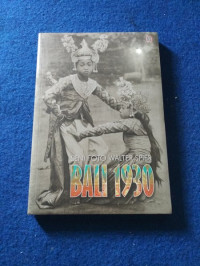 SENI FOTO WALTER SPIES
BALI 1930